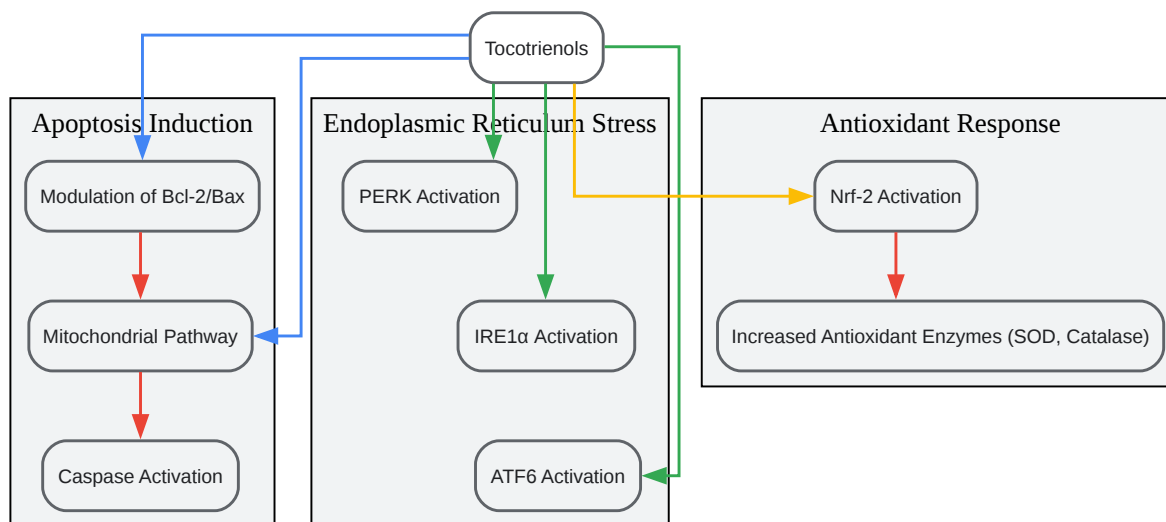 Tocotrienols
Apoptosis Induction
Modulation of Bcl-2/Bax
Mitochondrial Pathway
Caspase Activation
Endoplasmic Reticulum Stress
PERK Activation
IRE1α Activation
ATF6 Activation
Antioxidant Response
Nrf-2 Activation
Increased Antioxidant Enzymes (SOD, Catalase)